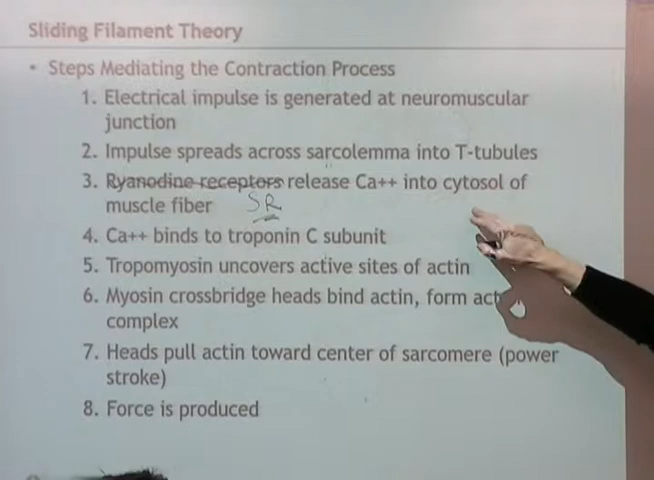 Sliding Filament Theory
• Steps Mediating the Contraction Process
1. Electrical impulse is generated at neuromuscular
junction
2. Impulse spreads across sarcolemma into T-tubules
3. Ryanodine receptors release Ca++ into cytosol of
muscle fiber SR
4. Ca++ binds to troponin C subunit
5. Tropomyosin uncovers active sites of actin
6. Myosin crossbridge heads bind actin, form
complex
7. Heads pull actin toward center of sarcomere (power
stroke)
8. Force is produced